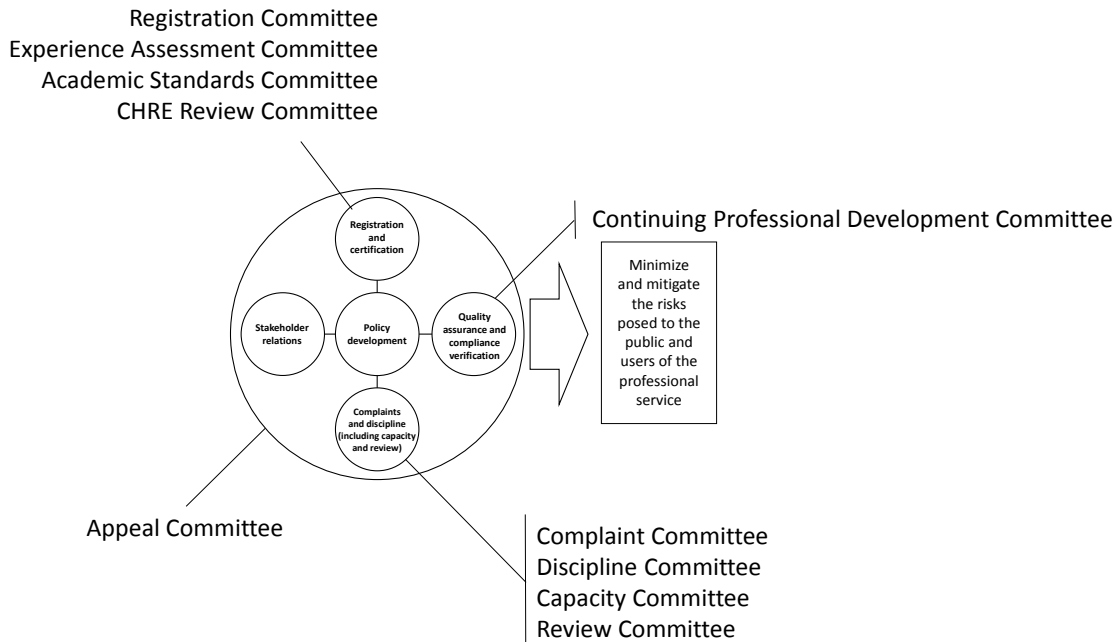 Registration Committee
Experience Assessment Committee
Academic Standards Committee
CHRE Review Committee
Registration
and
certification
Continuing Professional Development Committee
Minimize
and mitigate
the risks
posed to the
public and
users of the
professional
service
Stakeholder
relations
Policy
development
Quality
assurance and
compliance
verification
Complaints
and discipline
(including capacity
and review)
Appeal Committee
Complaint Committee
Discipline Committee
Capacity Committee
Review Committee